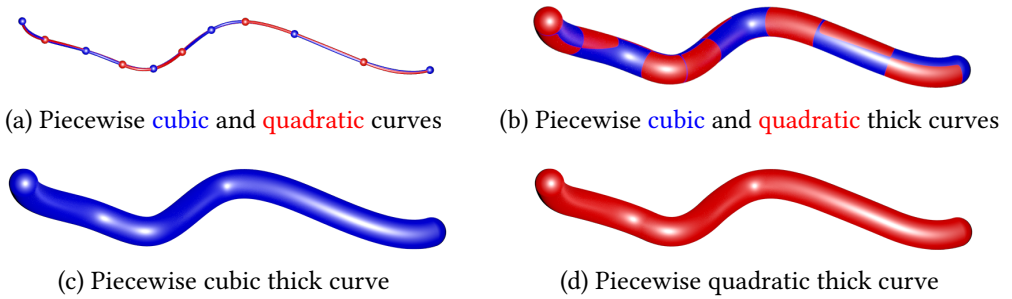 (a) Piecewise cubic and quadratic curves
(b) Piecewise cubic and quadratic thick curves
(c) Piecewise cubic thick curve
(d) Piecewise quadratic thick curve